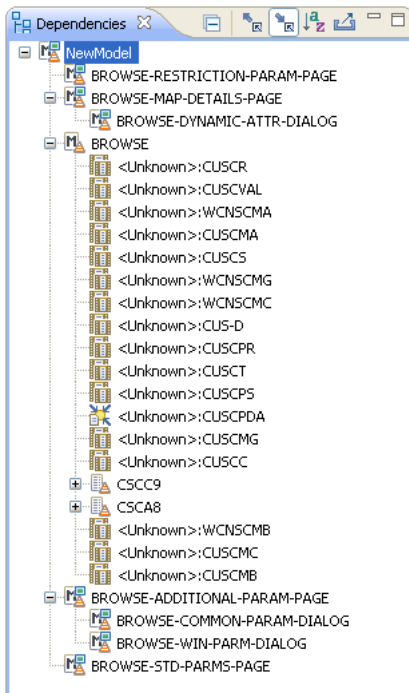 Dependencies
NewModel
BROWSE-RESTRICTION-PARAM-PAGE
BROWSE-MAP-DETAILS-PAGE
BROWSE-DYNAMIC-ATTR-DIALOG
BROWSE
<Unknown>:CUSCR
<Unknown>:CUSCVAL
<Unknown>:WCNSCMA
<Unknown>:CUSCMA
<Unknown>:CUSCS
<Unknown>:WCNSCMG
<Unknown>:WCNSCMC
<Unknown>:CUS-D
<Unknown>:CUSCPR
<Unknown>:CUSCT
<Unknown>:CUSCPS
<Unknown>:CUSCPDA
<Unknown>:CUSCMG
<Unknown>:CUSCC
CSCC9
CSCA8
<Unknown>:WCNSCMB
<Unknown>:CUSCMC
<Unknown>:CUSCMB
BROWSE-ADDITIONAL-PARAM-PAGE
BROWSE-COMMON-PARAM-DIALOG
BROWSE-WIN-PARM-DIALOG
BROWSE-STD-PARMS-PAGE